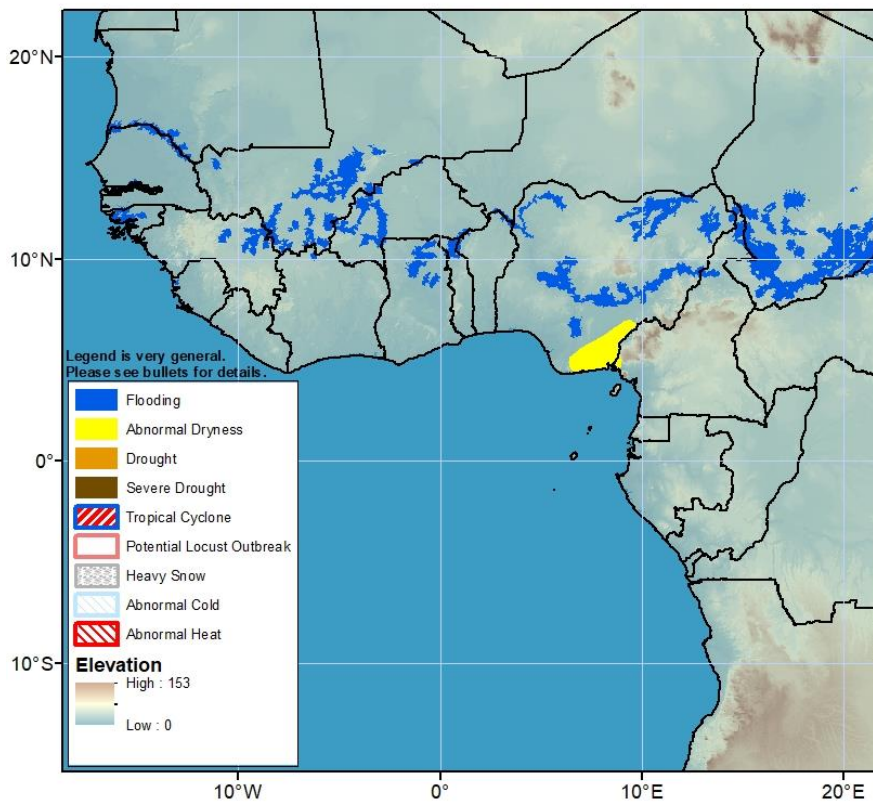 20°N
10°N
0°
10°S
Legend is very general.
Please see bullets for details.
Flooding
Abnormal Dryness
Drought
Severe Drought
Tropical Cyclone
Potential Locust Outbreak
Heavy Snow
Abnormal Cold
Abnormal Heat
Elevation
High : 153
Low : 0
10°W
0°
10°E
20°E